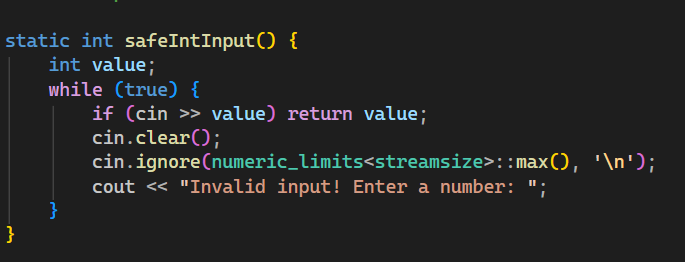 static int safeIntInput() {
    int value;
    while (true) {
        if (cin >> value) return value;
        cin.clear();
        cin.ignore(numeric_limits<streamsize>::max(), '\n');
        cout << "Invalid input! Enter a number: ";
    }
}